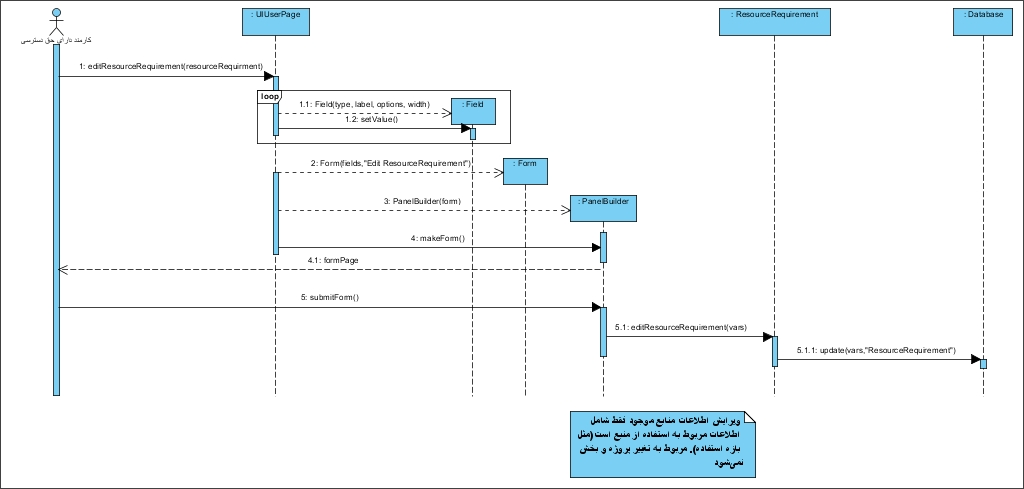 : UIUserPage
: ResourceRequirement
: Database
کارمند دارای حق دسترسی
1: editResourceRequirement(resourceRequirment)
loop
1.1: Field(type, label, options, width)
: Field
1.2: setValue()
2: Form(fields,"Edit ResourceRequirement")
: Form
3: PanelBuilder(form)
: PanelBuilder
4: makeForm()
4.1: formPage
5: submitForm()
5.1: editResourceRequirement(vars)
5.1.1: update(vars,"ResourceRequirement")
ویرایش اطلاعات منابع موجود فقط شامل
اطلاعات مربوط به استفاده از منبع است(مثل
بازه استفاده). مربوط به تغییر پروژه و بخش
نمی‌شود